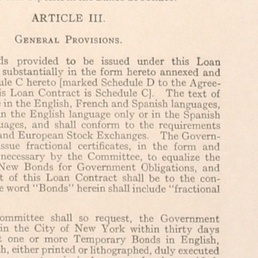 ARTICLE III.
GENERAL PROVISIONS.
ds provided to be issued under this Loan
substantially in the form hereto annexed and
ule C hereto [marked Schedule D to the Agree-
is Loan Contract is Schedule C]. The text of
e in the English, French and Spanish languages,
n the English language only or in the Spanish
uages, and shall conform to the requirements
and European Stock Exchanges. The Govern-
issue fractional certificates, in the form and
necessary by the Committee, to equalize the
New Bonds for Government Obligations, and
t of this Loan Contract shall be to the con-
e word "Bonds" herein shall include "fractional
ommittee shall so request, the Government
in the City of New York within thirty days
t one or more Temporary Bonds in English,
sh, either printed or lithographed, duly executed